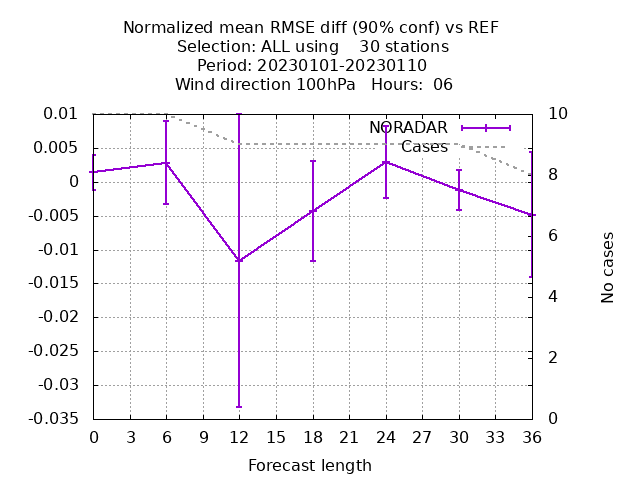 Normalized mean RMSE diff (90% conf) vs REF
Selection: ALL using    30 stations
Period: 20230101-20230110
Wind direction 100hPa   Hours:  06
NORADAR
Cases
0.01
0.005
0
-0.005
-0.01
-0.015
-0.02
-0.025
-0.03
-0.035
10
8
6
4
2
0
No cases
0 3 6 9 12 15 18 21 24 27 30 33 36
Forecast length